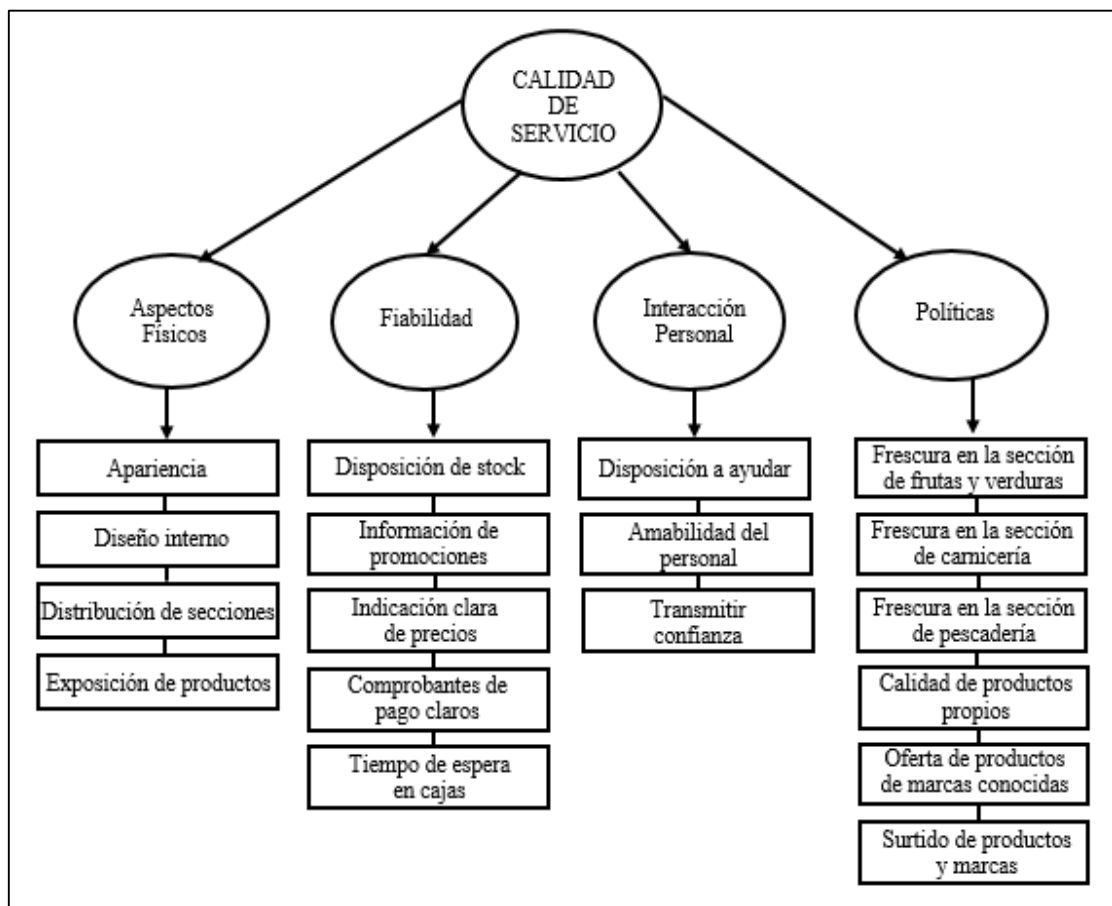 CALIDAD
DE
SERVICIO
Aspectos
Físicos
Fiabilidad
Interacción
Personal
Políticas
Apariencia
Diseño interno
Distribución de secciones
Exposición de productos
Disposición de stock
Información de
promociones
Indicación clara
de precios
Comprobantes de
pago claros
Tiempo de espera
en cajas
Disposición a ayudar
Amabilidad del
personal
Transmitir
confianza
Frescura en la sección
de frutas y verduras
Frescura en la sección
de carnicería
Frescura en la sección
de pescadería
Calidad de productos
propios
Oferta de productos
de marcas conocidas
Surtido de productos
y marcas